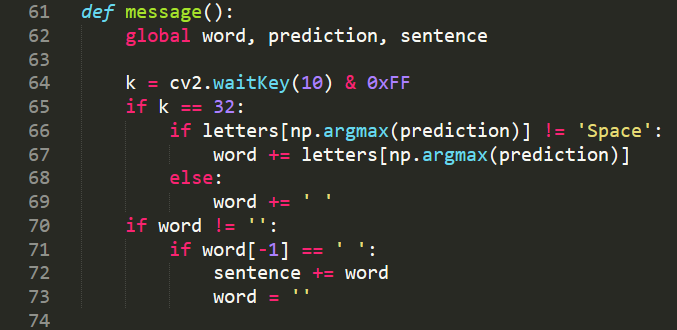 61 def message():
62     global word, prediction, sentence
63
64     k = cv2.waitKey(10) & 0xFF
65     if k == 32:
66         if letters[np.argmax(prediction)] != 'Space':
67             word += letters[np.argmax(prediction)]
68         else:
69             word += ' '
70     if word != '':
71         if word[-1] == ' ':
72             sentence += word
73             word = ''
74